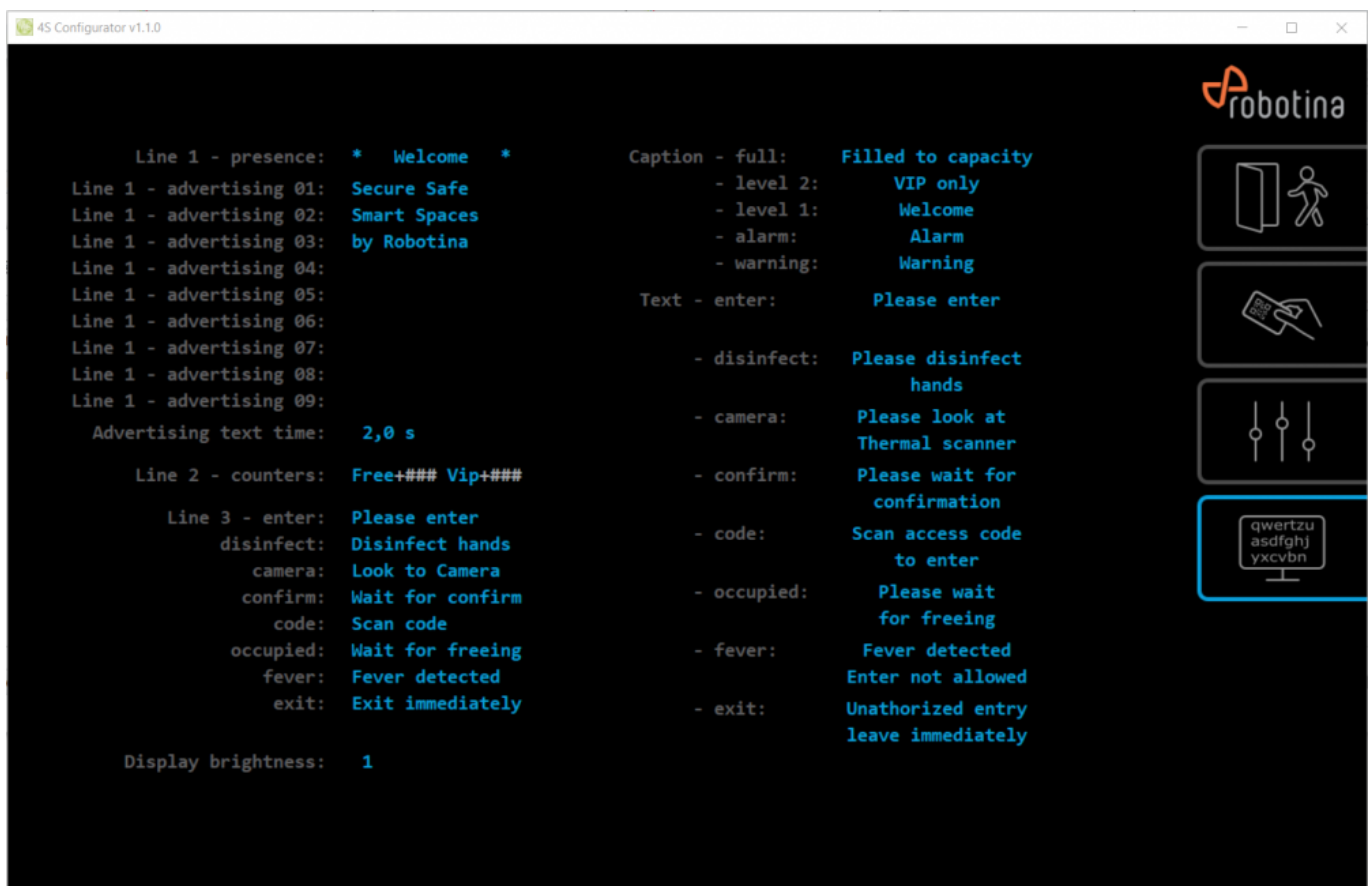 4S Configurator v1.1.0
robotina
Line 1 - presence: * Welcome *
Line 1 - advertising 01: Secure Safe
Line 1 - advertising 02: Smart Spaces
Line 1 - advertising 03: by Robotina
Line 1 - advertising 04:
Line 1 - advertising 05:
Line 1 - advertising 06:
Line 1 - advertising 07:
Line 1 - advertising 08:
Line 1 - advertising 09:
Advertising text time: 2,0 s
Line 2 - counters: Free+### Vip+###
Line 3 - enter: Please enter
disinfect: Disinfect hands
camera: Look to Camera
confirm: Wait for confirm
code: Scan code
occupied: Wait for freeing
fever: Fever detected
exit: Exit immediately
Display brightness: 1
Caption - full: Filled to capacity
- level 2: VIP only
- level 1: Welcome
- alarm: Alarm
- warning: Warning
Text - enter: Please enter
- disinfect: Please disinfect
hands
- camera: Please look at
Thermal scanner
- confirm: Please wait for
confirmation
- code: Scan access code
to enter
- occupied: Please wait
for freeing
- fever: Fever detected
Enter not allowed
- exit: Unathorized entry
leave immediately
qwertzu
asdfghj
yxcvbn